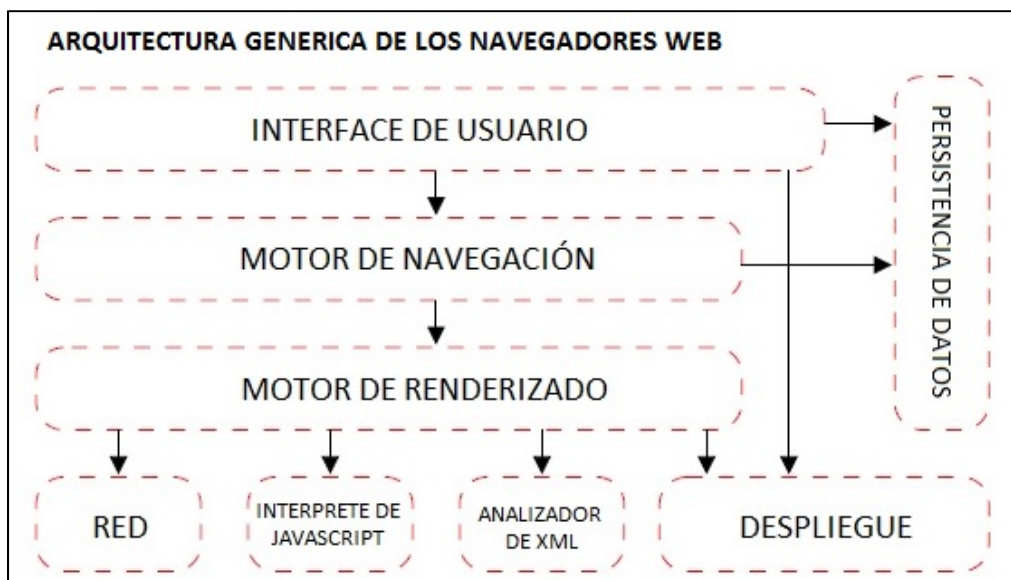 ARQUITECTURA GENERICA DE LOS NAVEGADORES WEB
INTERFACE DE USUARIO
PERSISTENCIA DE DATOS
MOTOR DE NAVEGACIÓN
MOTOR DE RENDERIZADO
RED
INTERPRETE DE
JAVASCRIPT
ANALIZADOR
DE XML
DESPLIEGUE